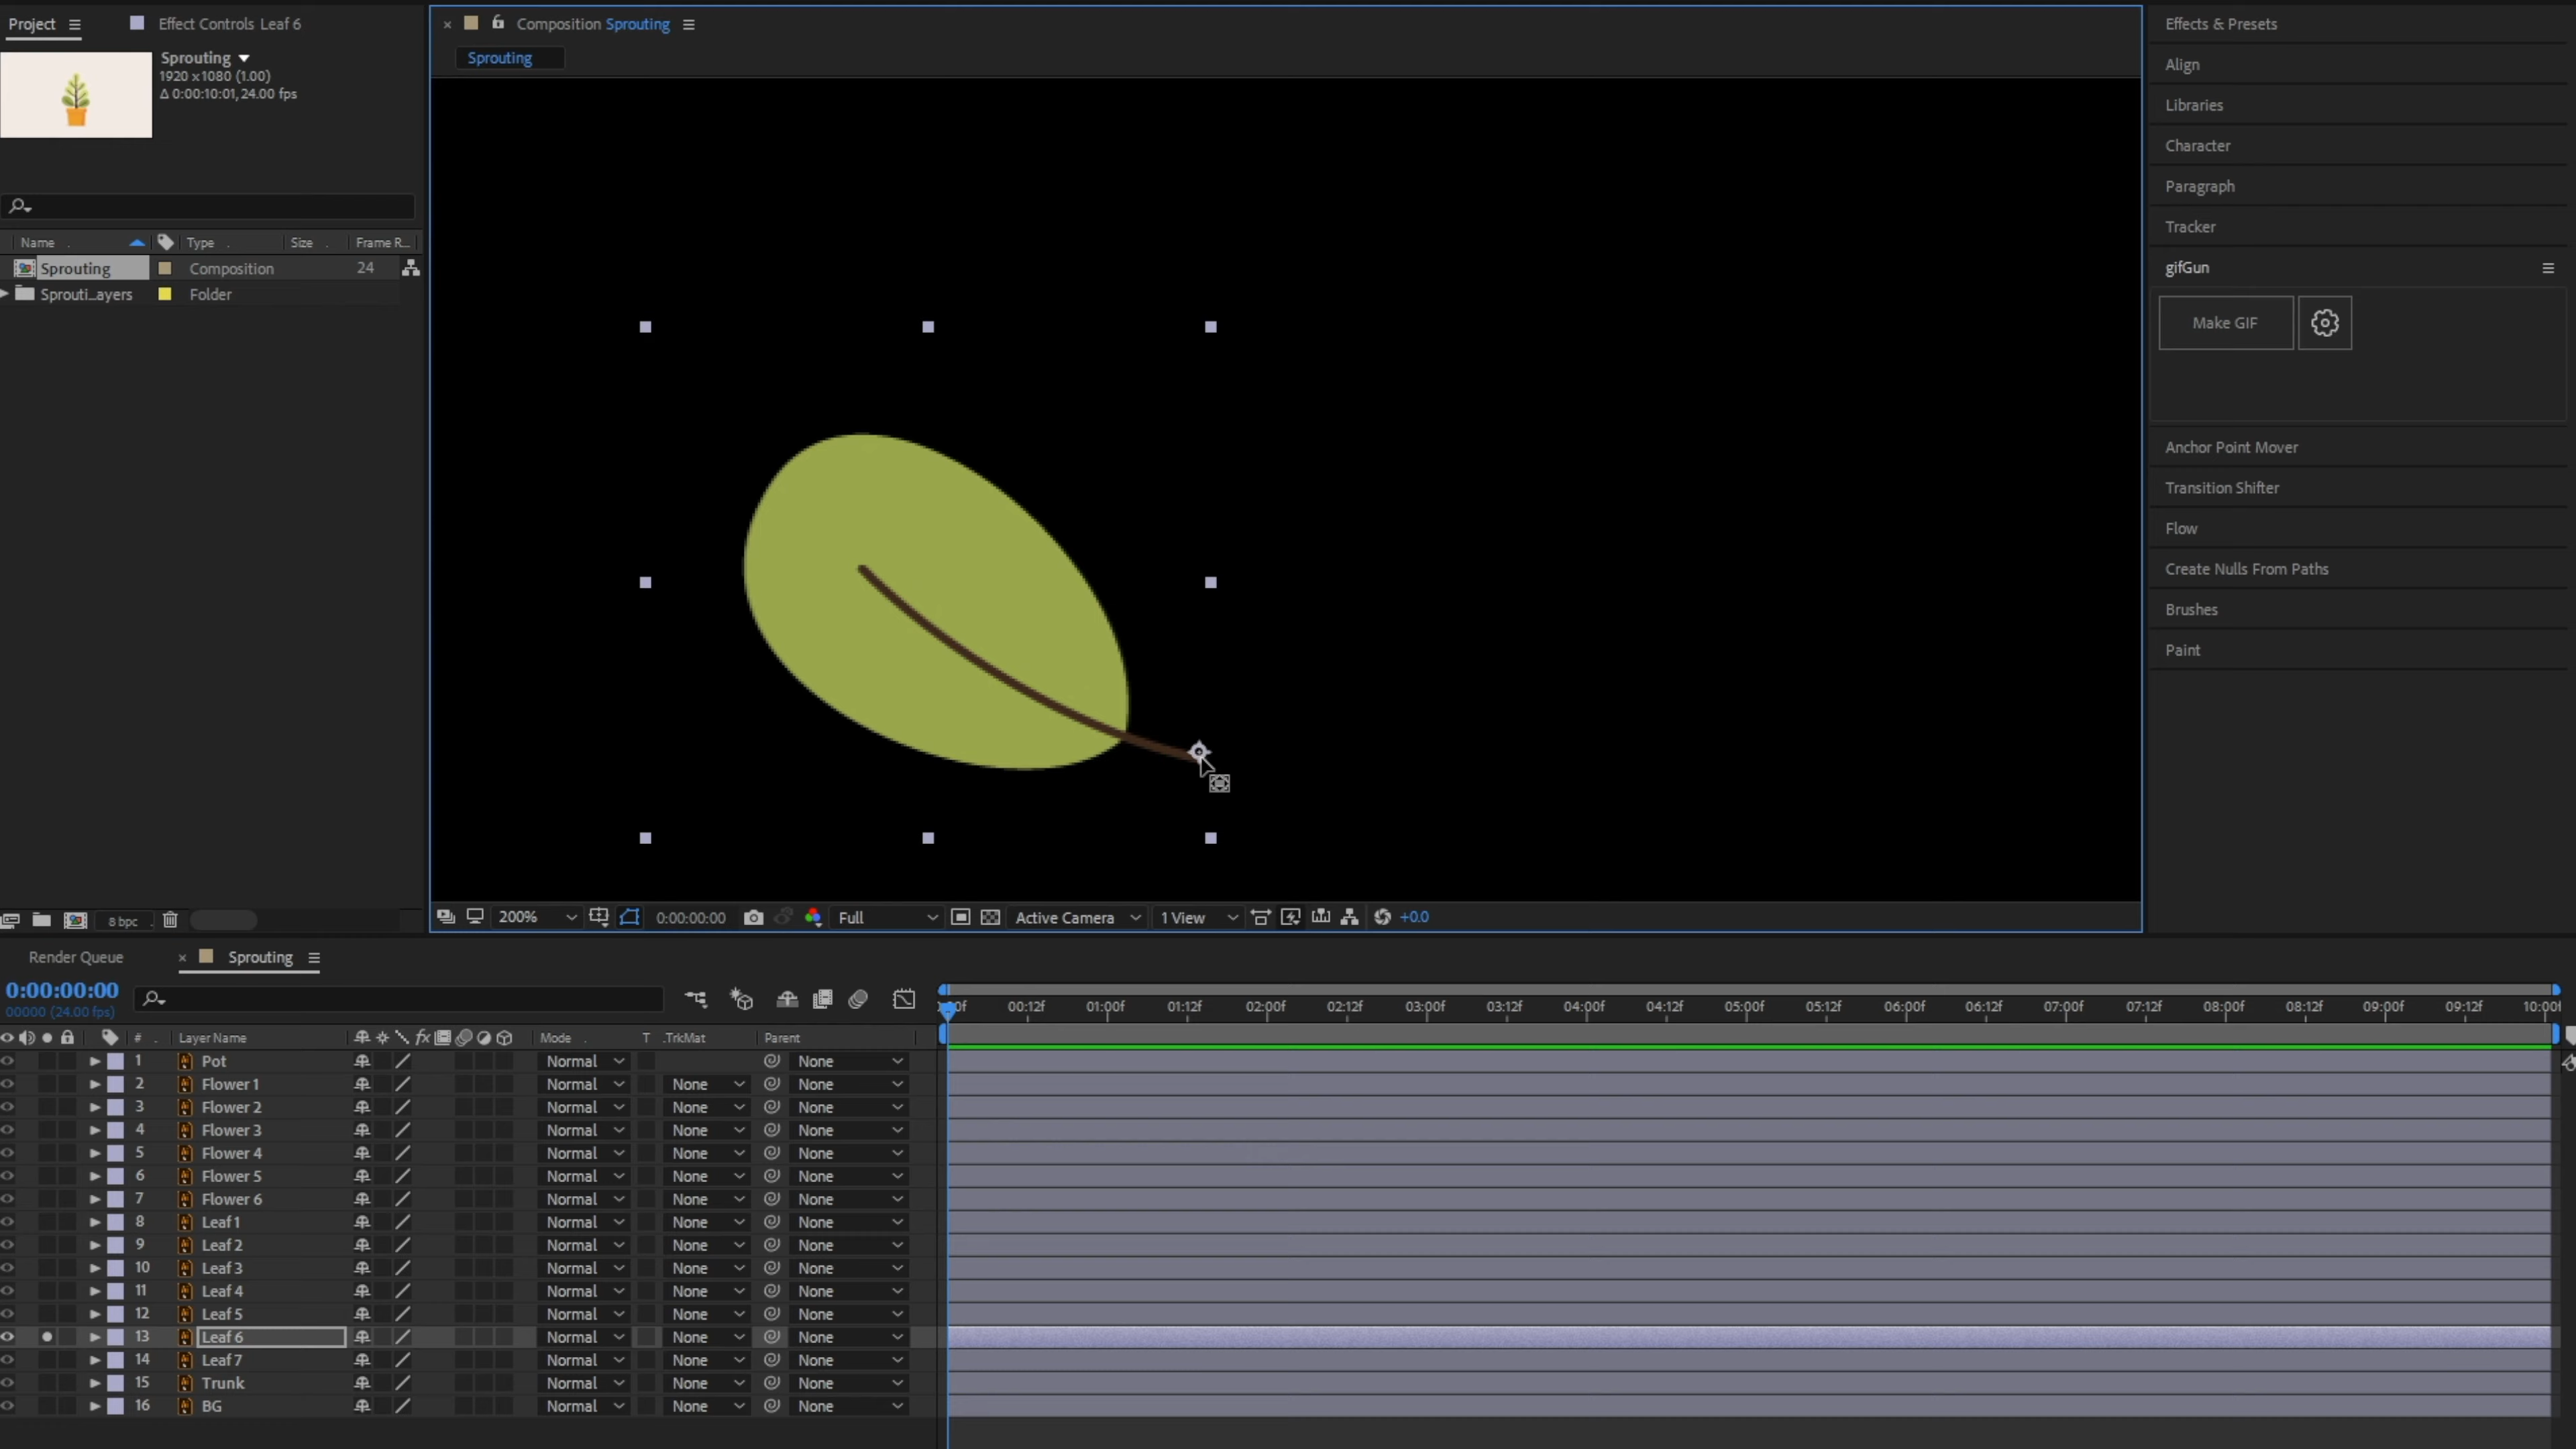 Project
Effect Controls Leaf 6
Sprouting
1920 x1080 (1.00)
Δ 0:00:10:01, 24.00 fps
Name
Type
Size
Frame R...
Sprouting
Composition
24
Sprouti...ayers
Folder
8 bpc
Composition Sprouting
Sprouting
200%
0:00:00:00
Full
Active Camera
1 View
+0.0
Effects & Presets
Align
Libraries
Character
Paragraph
Tracker
gifGun
Make GIF
Anchor Point Mover
Transition Shifter
Flow
Create Nulls From Paths
Brushes
Paint
Render Queue
Sprouting
0:00:00:00
00000 (24.00 fps)
00:12f 01:00f 01:12f 02:00f 02:12f 03:00f 03:12f 04:00f 04:12f 05:00f 05:12f 06:00f 06:12f 07:00f 07:12f 08:00f 08:12f 09:00f 09:12f
# Layer Name fx Mode T .TrkMat Parent
1 Pot Normal None
2 Flower 1 Normal None None
3 Flower 2 Normal None None
4 Flower 3 Normal None None
5 Flower 4 Normal None None
6 Flower 5 Normal None None
7 Flower 6 Normal None None
8 Leaf 1 Normal None None
9 Leaf 2 Normal None None
10 Leaf 3 Normal None None
11 Leaf 4 Normal None None
12 Leaf 5 Normal None None
13 Leaf 6 Normal None None
14 Leaf 7 Normal None None
15 Trunk Normal None None
16 BG Normal None None